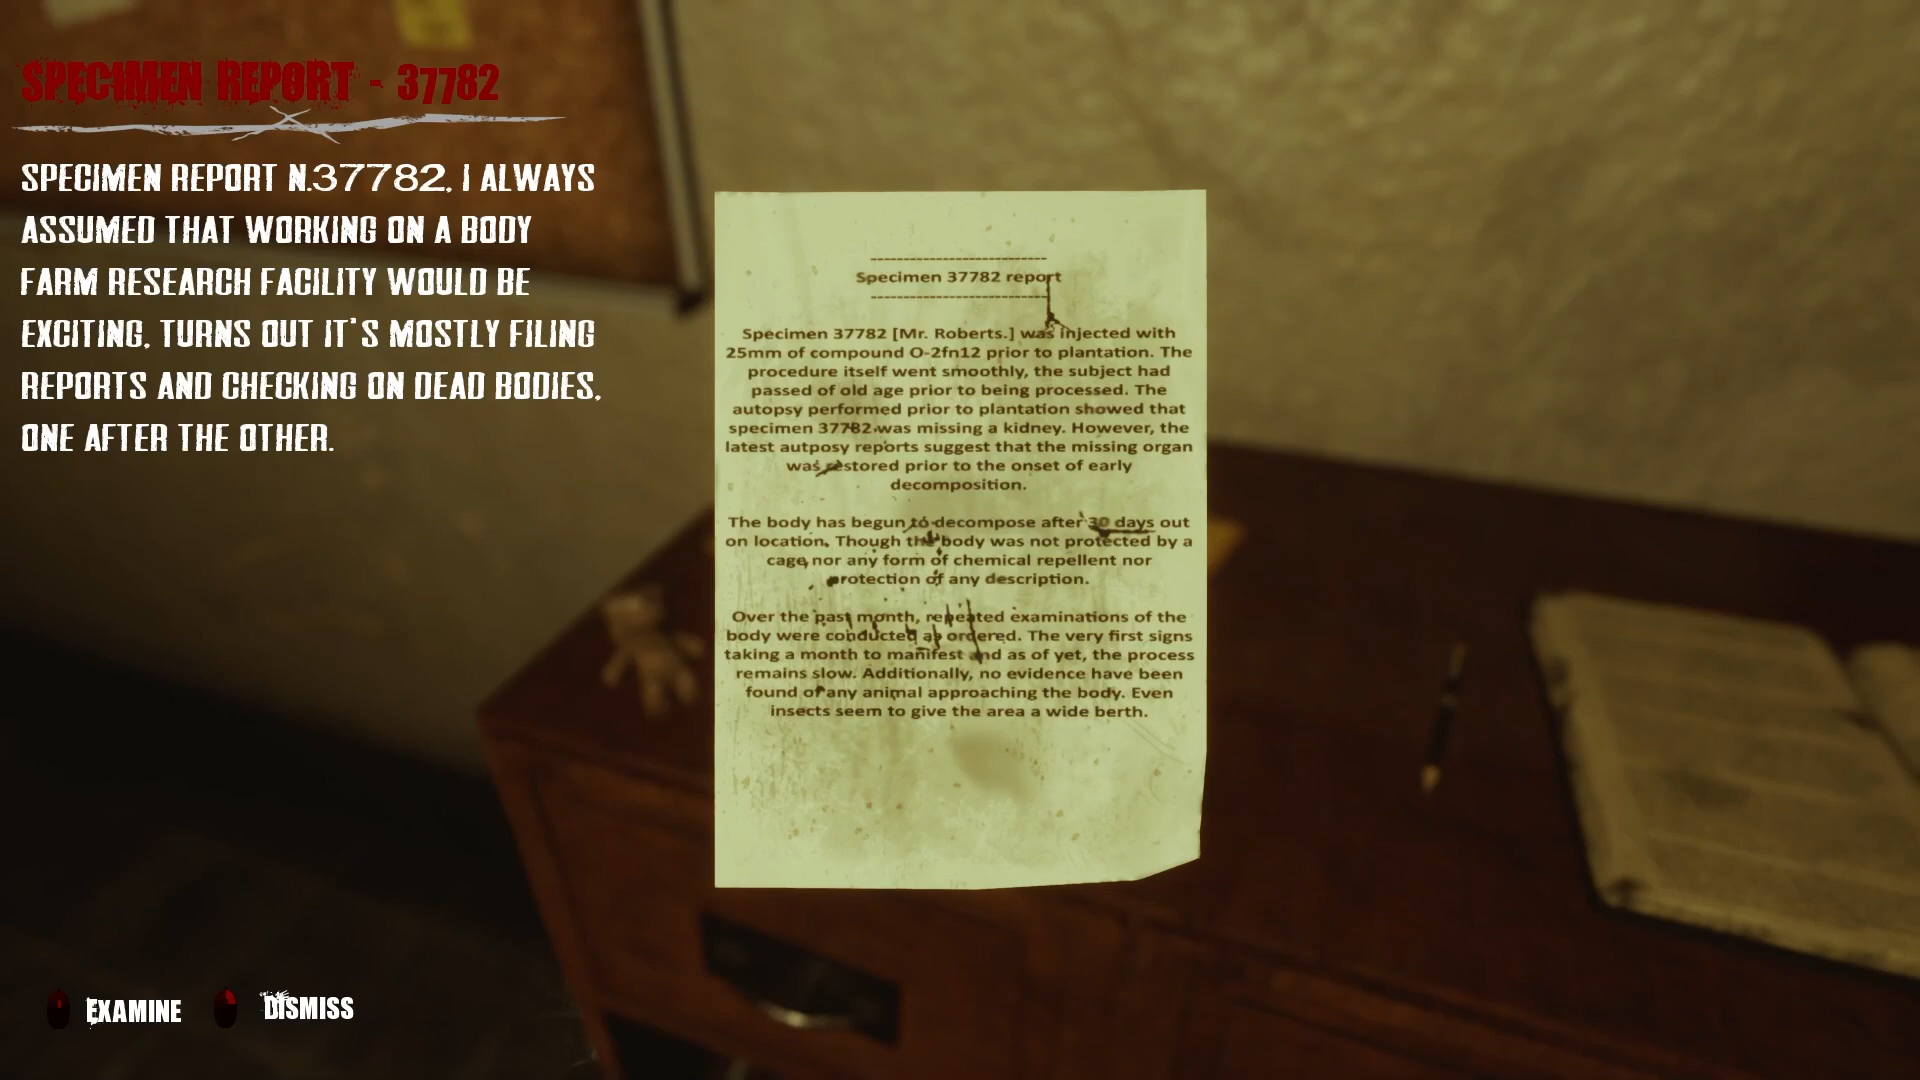 SPECIMEN REPORT - 37782
SPECIMEN REPORT N.37782. I ALWAYS
ASSUMED THAT WORKING ON A BODY
FARM RESEARCH FACILITY WOULD BE
EXCITING. TURNS OUT IT'S MOSTLY FILING
REPORTS AND CHECKING ON DEAD BODIES.
ONE AFTER THE OTHER.
----------------------------
Specimen 37782 report
----------------------------
Specimen 37782 [Mr. Roberts.] was injected with
25mm of compound O-2fn12 prior to plantation. The
procedure itself went smoothly, the subject had
passed of old age prior to being processed. The
autopsy performed prior to plantation showed that
specimen 37782 was missing a kidney. However, the
latest autposy reports suggest that the missing organ
was restored prior to the onset of early
decomposition.
The body has begun to decompose after 30 days out
on location. Though the body was not protected by a
cage nor any form of chemical repellent nor
protection of any description.
Over the past month, repeated examinations of the
body were conducted as ordered. The very first signs
taking a month to manifest and as of yet, the process
remains slow. Additionally, no evidence have been
found of any animal approaching the body. Even
insects seem to give the area a wide berth.
EXAMINE
DISMISS